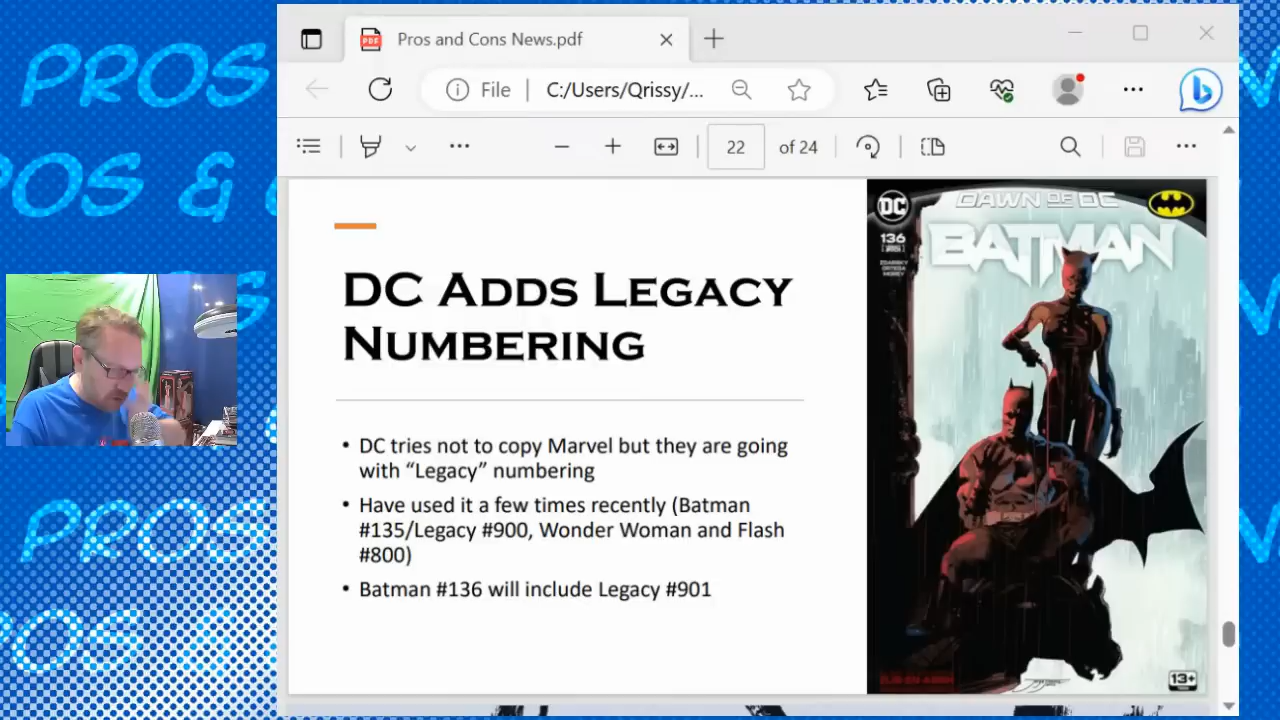 PROS
PROS &
PROS
Pros and Cons News.pdf
File
C:/Users/Qrissy/...
22
of 24
DC ADDS LEGACY
NUMBERING
• DC tries not to copy Marvel but they are going
with “Legacy” numbering
• Have used it a few times recently (Batman
#135/Legacy #900, Wonder Woman and Flash
#800)
• Batman #136 will include Legacy #901
DC
DAWN OF DC
BATMAN
136
ZDARSKY
ORTEGA
MOREY
13+